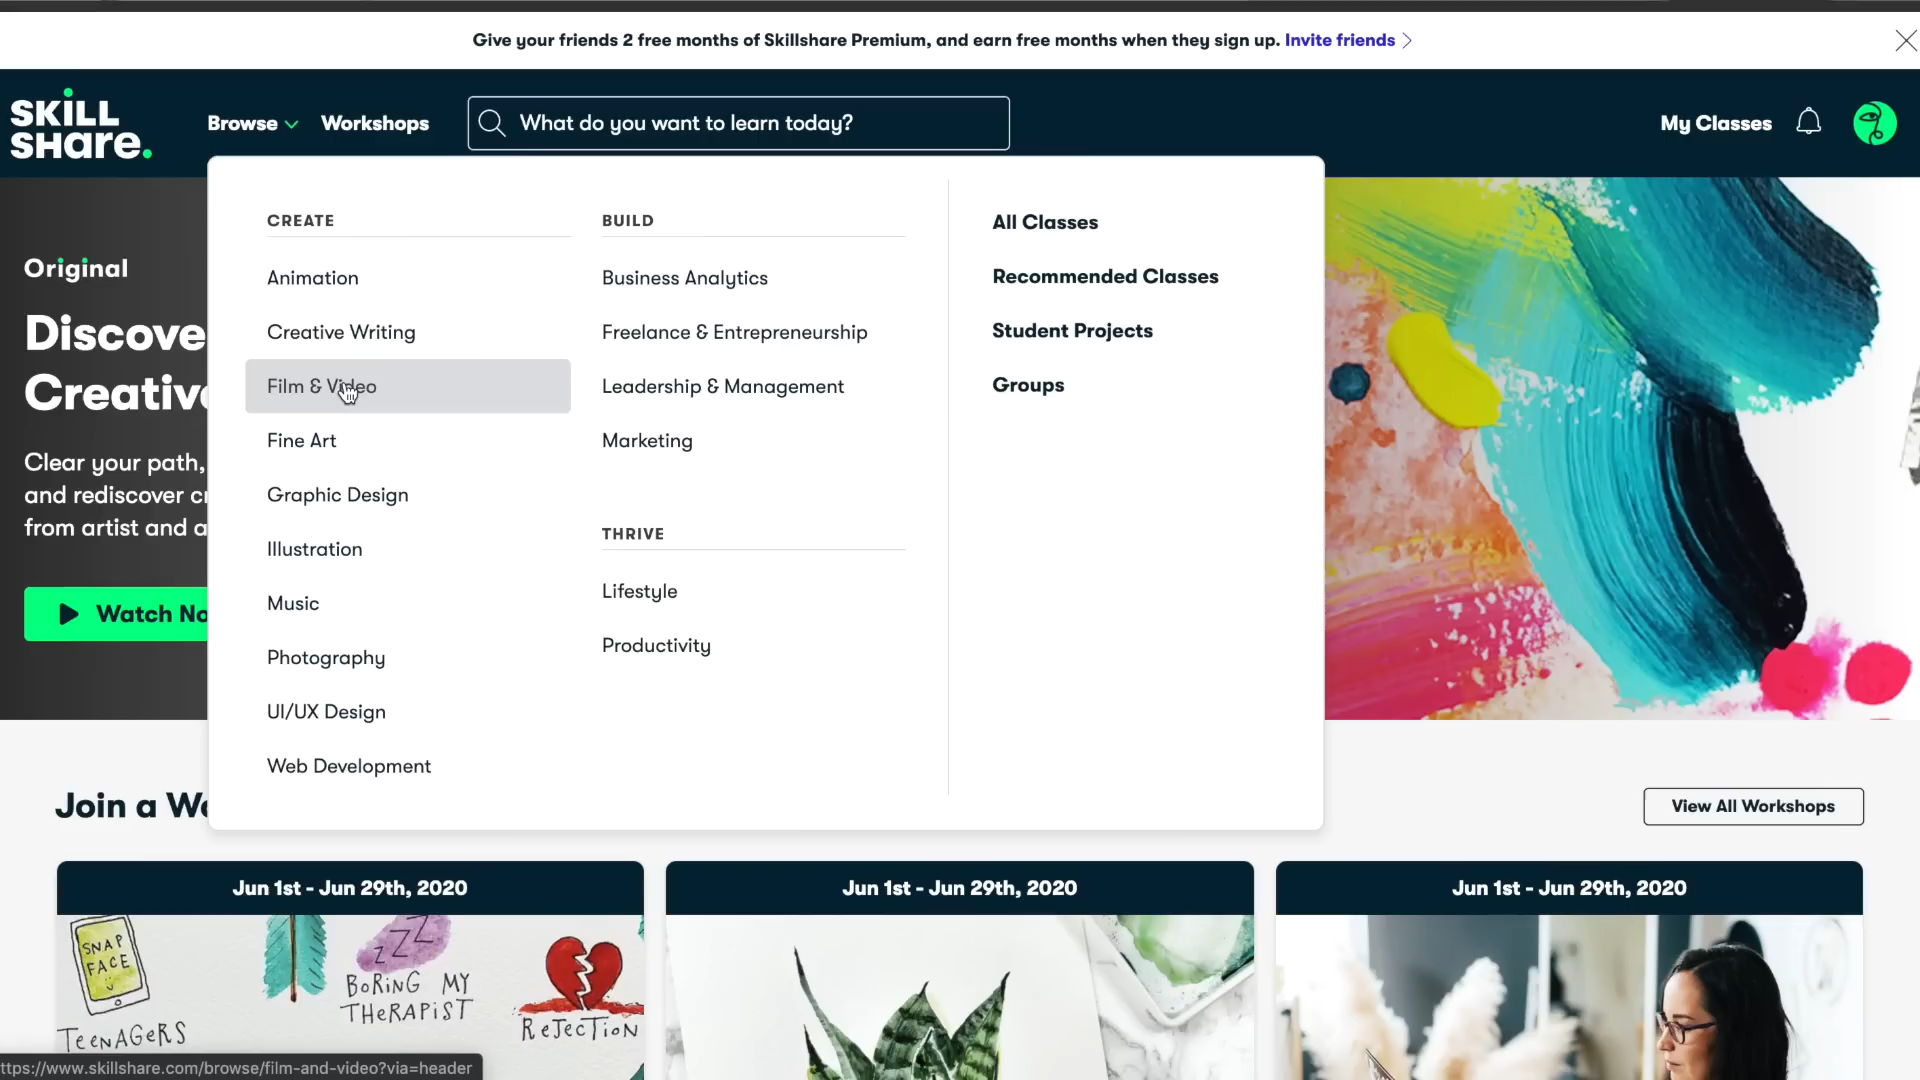 Give your friends 2 free months of Skillshare Premium, and earn free months when they sign up. Invite friends
SKiLL
SHare.
Browse
Workshops
What do you want to learn today?
My Classes
CREATE
Animation
Creative Writing
Film & Video
Fine Art
Graphic Design
Illustration
Music
Photography
UI/UX Design
Web Development
BUILD
Business Analytics
Freelance & Entrepreneurship
Leadership & Management
Marketing
THRIVE
Lifestyle
Productivity
All Classes
Recommended Classes
Student Projects
Groups
Original
Discove
Creativ
Clear your path,
and rediscover cr
from artist and a
Watch No
Join a Wo
View All Workshops
Jun 1st - Jun 29th, 2020
Jun 1st - Jun 29th, 2020
Jun 1st - Jun 29th, 2020
SNAP
FACE
TEENAGERS
ZZZ
BORiNG MY
THERAPiST
REJECTiON
ttps://www.skillshare.com/browse/film-and-video?via=header